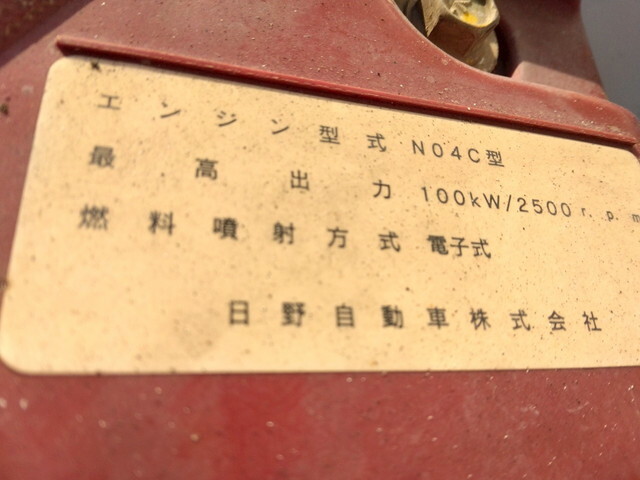 エンジン型式 N04C型
最高出力 100kW/2500r.p.m
燃料噴射方式 電子式
日野自動車株式会社